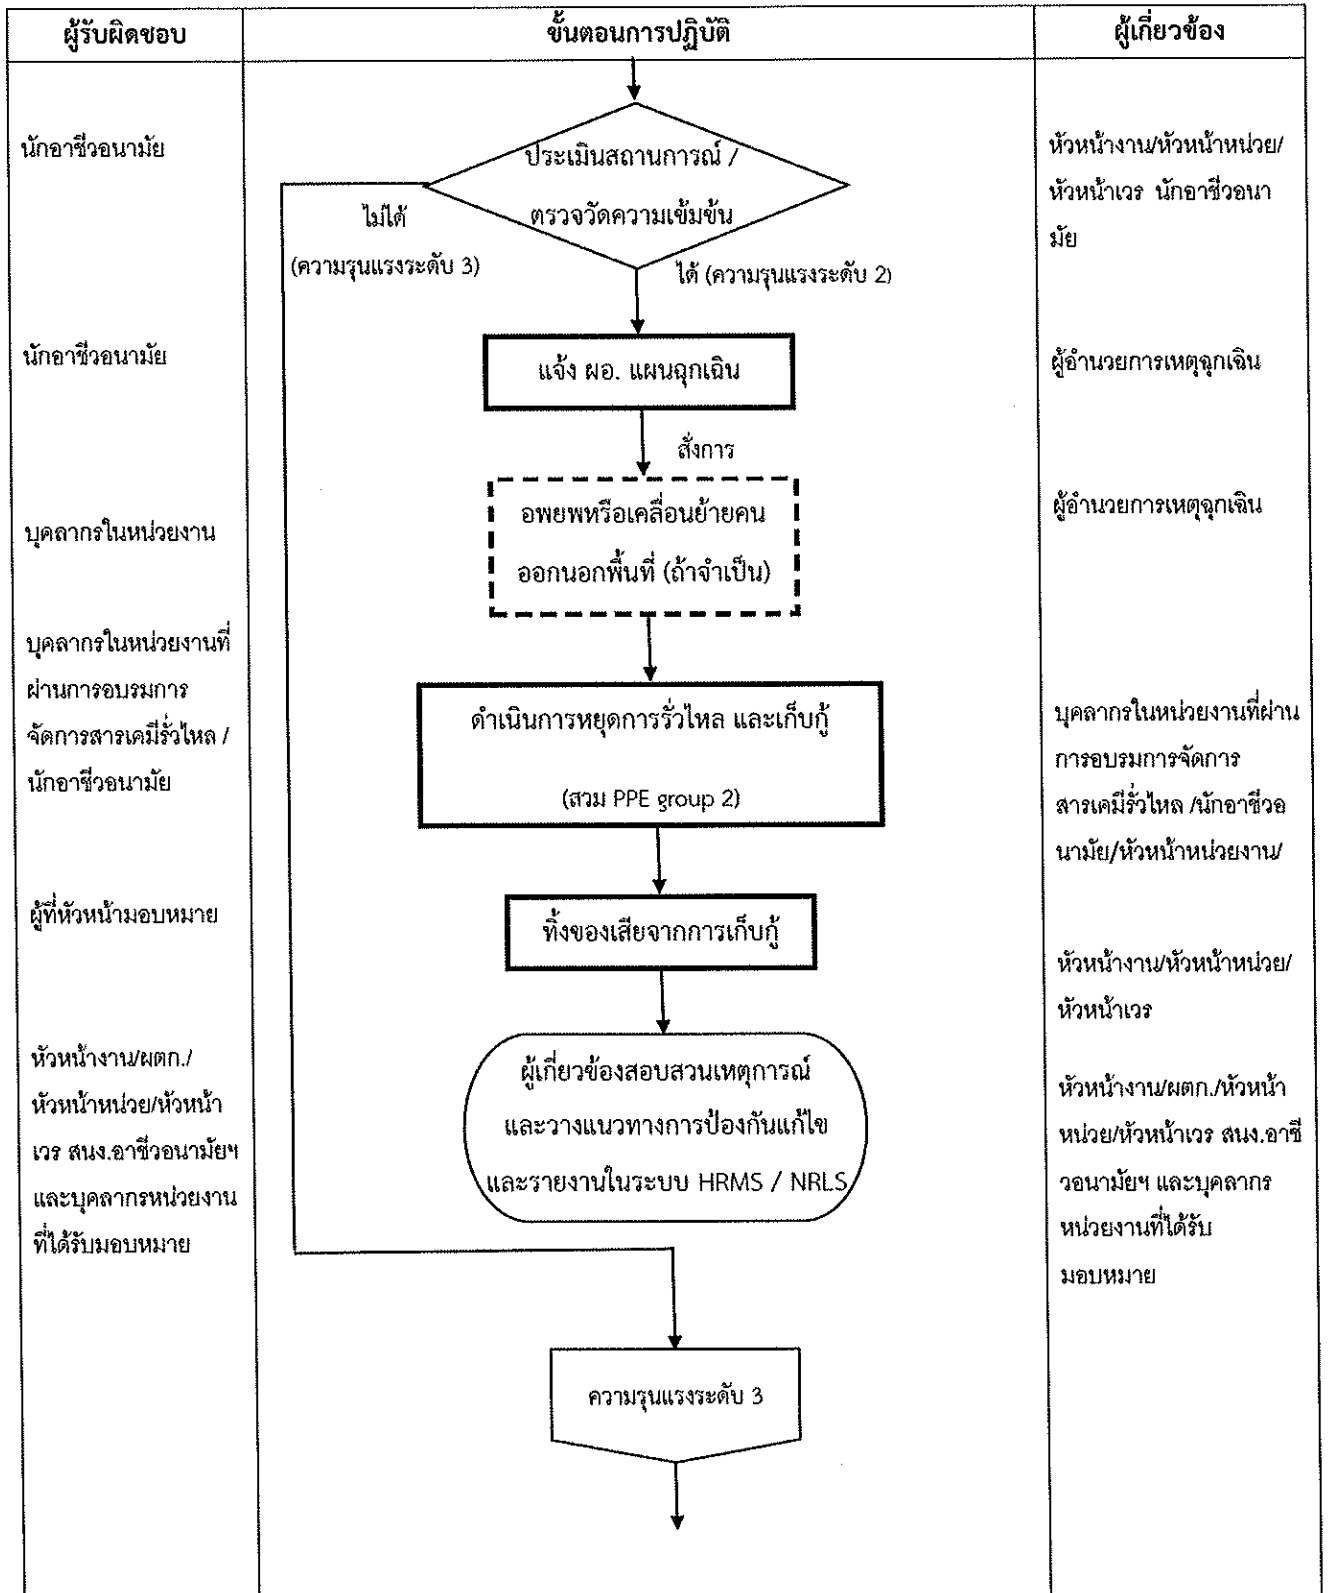 ผู้รับผิดชอบ
ขั้นตอนการปฏิบัติ
ผู้เกี่ยวข้อง
นักอาชีวอนามัย
ประเมินสถานการณ์ /
ตรวจวัดความเข้มข้น
หัวหน้างาน/หัวหน้าหน่วย/
หัวหน้าเวร นักอาชีวอนา
มัย
ไม่ได้
(ความรุนแรงระดับ 3)
ได้ (ความรุนแรงระดับ 2)
นักอาชีวอนามัย
แจ้ง ผอ. แผนฉุกเฉิน
ผู้อำนวยการเหตุฉุกเฉิน
สั่งการ
บุคลากรในหน่วยงาน
อพยพหรือเคลื่อนย้ายคน
ออกนอกพื้นที่ (ถ้าจำเป็น)
ผู้อำนวยการเหตุฉุกเฉิน
บุคลากรในหน่วยงานที่
ผ่านการอบรมการ
จัดการสารเคมีรั่วไหล /
นักอาชีวอนามัย
ดำเนินการหยุดการรั่วไหล และเก็บกู้
(สวม PPE group 2)
บุคลากรในหน่วยงานที่ผ่าน
การอบรมการจัดการ
สารเคมีรั่วไหล /นักอาชีวอ
นามัย/หัวหน้าหน่วยงาน/
ผู้ที่หัวหน้ามอบหมาย
ทิ้งของเสียจากการเก็บกู้
หัวหน้างาน/หัวหน้าหน่วย/
หัวหน้าเวร
หัวหน้างาน/ผตก./
หัวหน้าหน่วย/หัวหน้า
เวร สนง.อาชีวอนามัยฯ
และบุคลากรหน่วยงาน
ที่ได้รับมอบหมาย
ผู้เกี่ยวข้องสอบสวนเหตุการณ์
และวางแนวทางการป้องกันแก้ไข
และรายงานในระบบ HRMS / NRLS
หัวหน้างาน/ผตก./หัวหน้า
หน่วย/หัวหน้าเวร สนง.อาชี
วอนามัยฯ และบุคลากร
หน่วยงานที่ได้รับ
มอบหมาย
ความรุนแรงระดับ 3